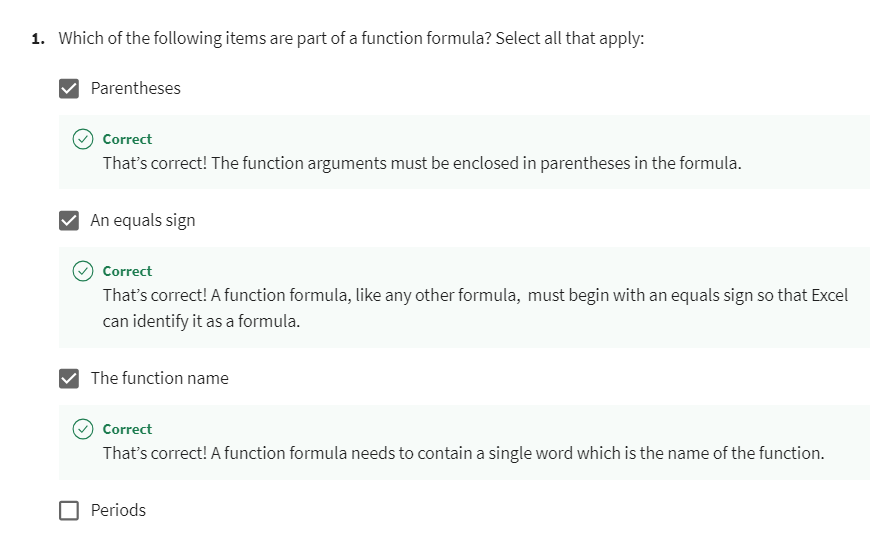 1. Which of the following items are part of a function formula? Select all that apply:
Parentheses
Correct
That’s correct! The function arguments must be enclosed in parentheses in the formula.
An equals sign
Correct
That’s correct! A function formula, like any other formula,  must begin with an equals sign so that Excel
can identify it as a formula.
The function name
Correct
That’s correct! A function formula needs to contain a single word which is the name of the function.
Periods